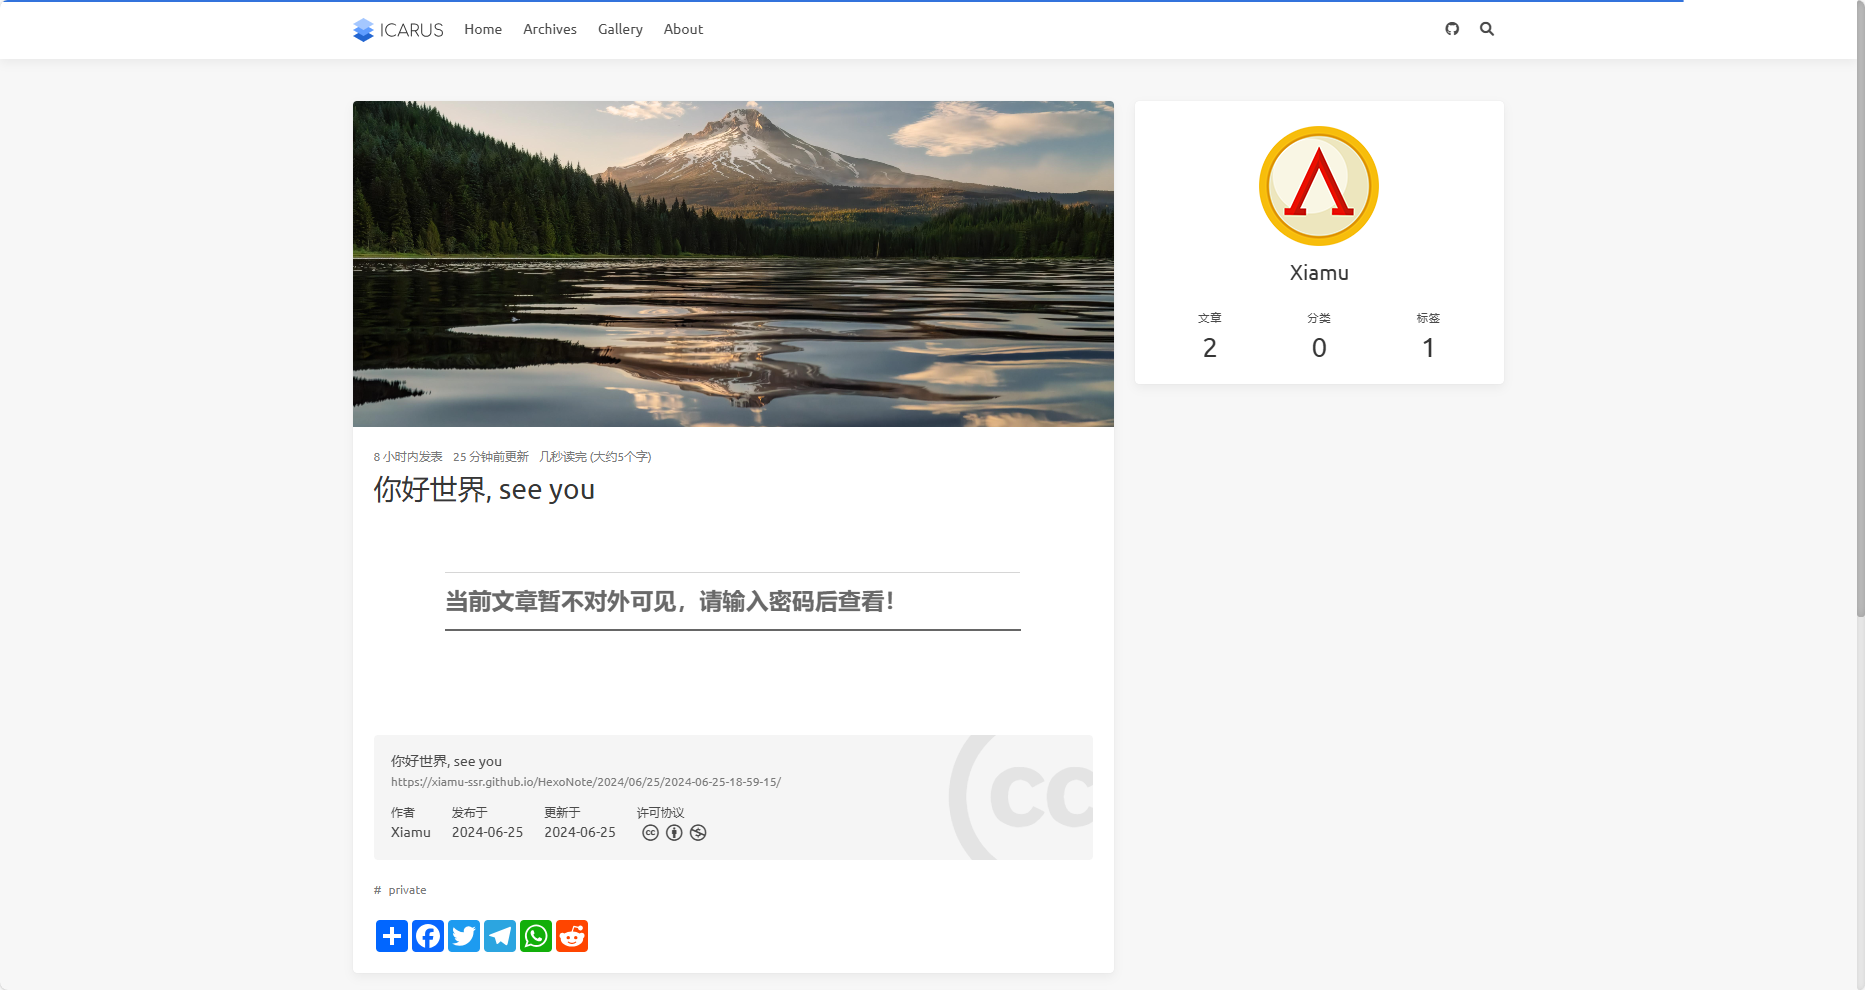 ICARUS Home Archives Gallery About
Xiamu
文章 分类 标签
2 0 1
8 小时内发表 25 分钟前更新 几秒读完 (大约5个字)
你好世界, see you
当前文章暂不对外可见，请输入密码后查看！
你好世界, see you
https://xiamu-ssr.github.io/HexoNote/2024/06/25/2024-06-25-18-59-15/
作者 发布于 更新于 许可协议
Xiamu 2024-06-25 2024-06-25
cc
# private